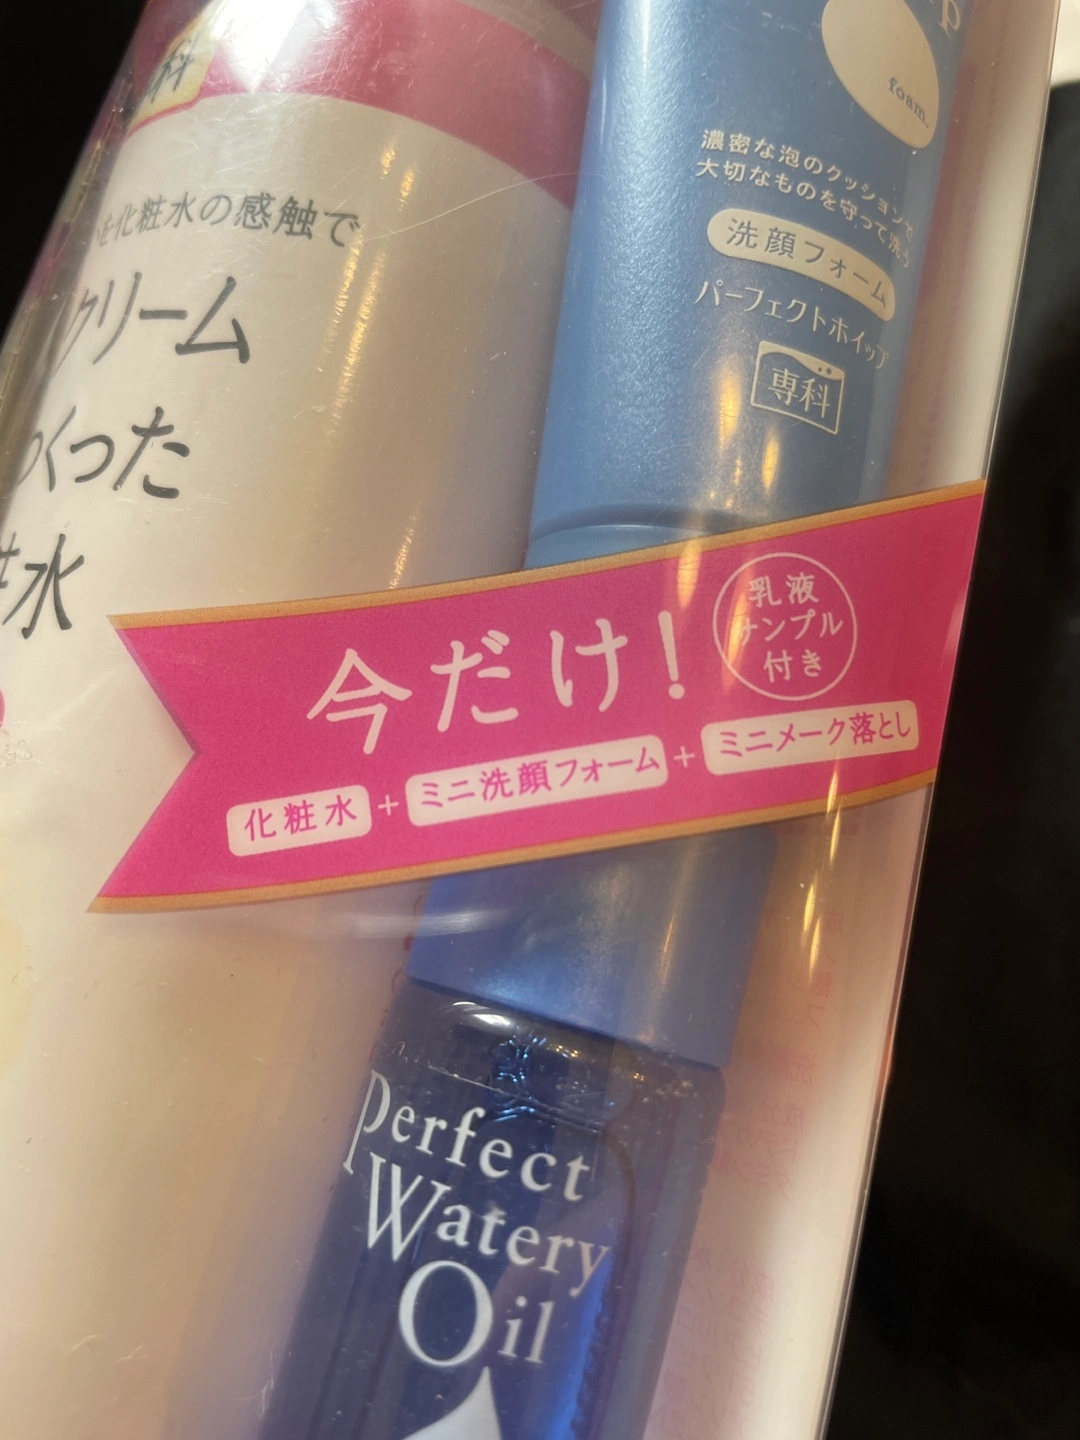 科
を化粧水の感触で
クリーム
つくった
水
foam.
濃密な泡のクッションで
大切なものを守って洗う
洗顔フォーム
パーフェクトホイップ
専科
今だけ!
乳液
サンプル
付き
化粧水+ミニ洗顔フォーム+ミニメーク落とし
Perfect
Watery
Oil